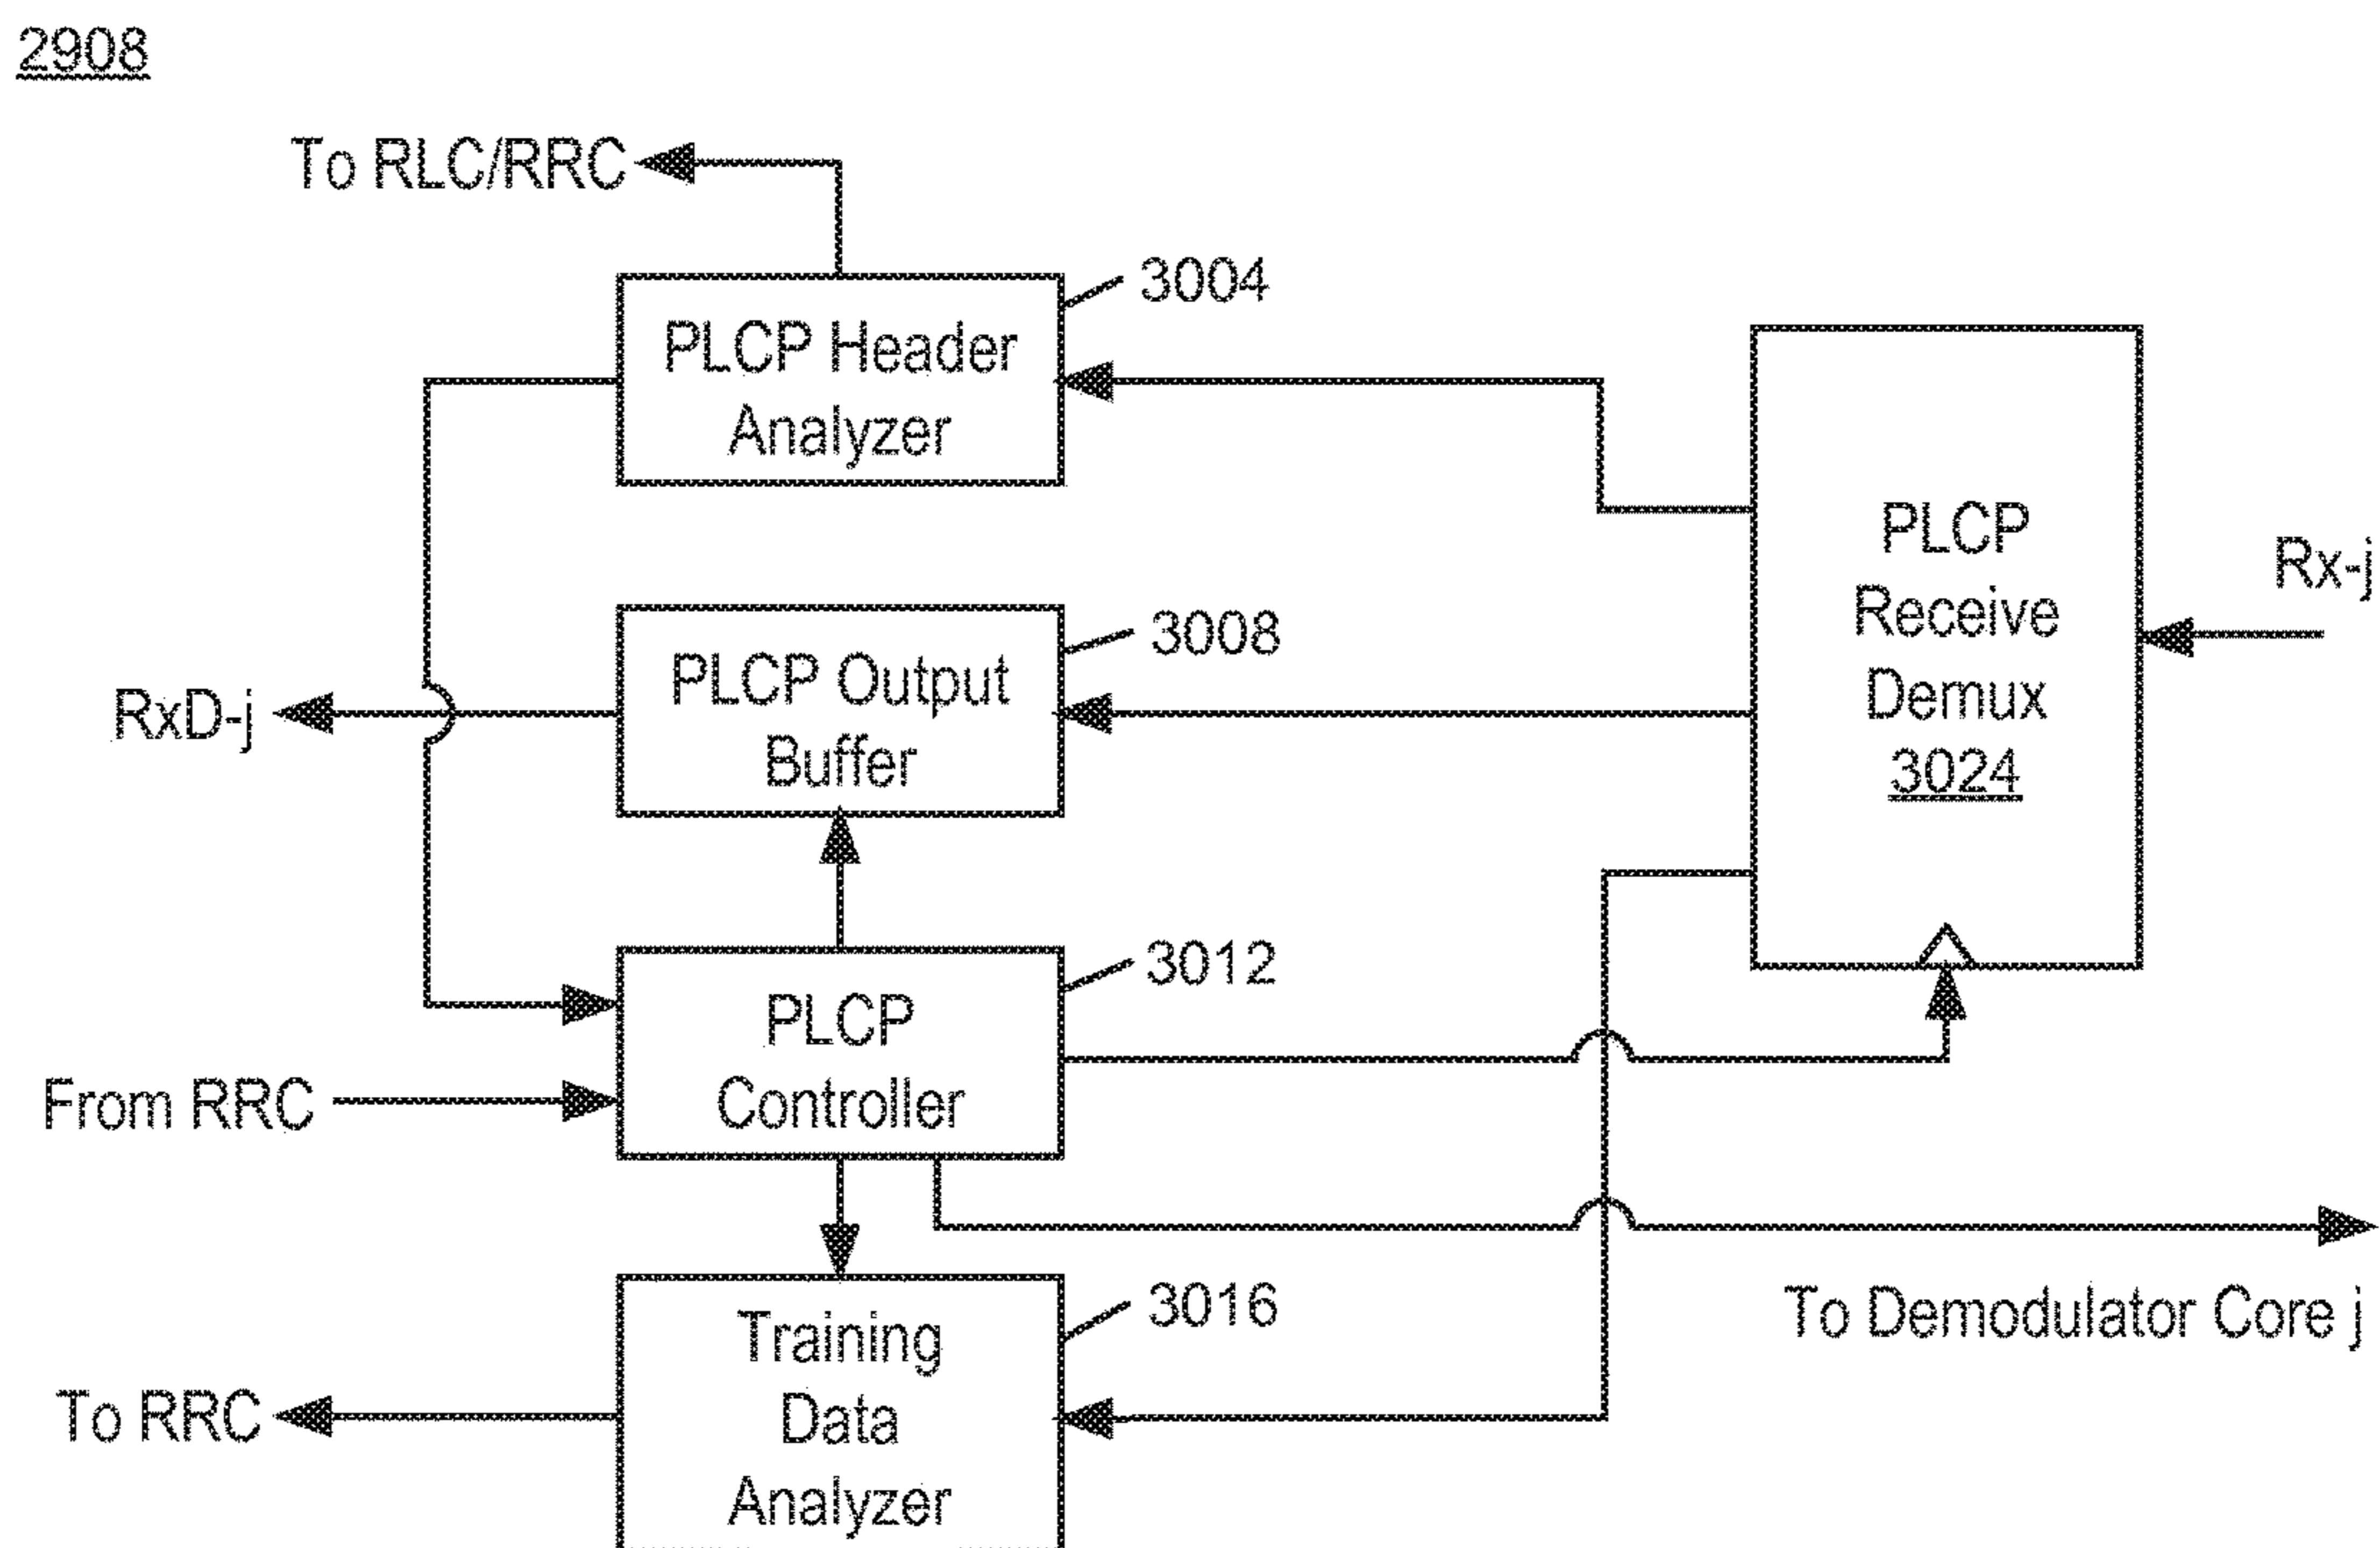 2908
To RLC/RRC
3004
PLCP Header
Analyzer
PLCP
Receive
Demux
3024
Rx-j
3008
PLCP Output
Buffer
RxD-j
3012
PLCP
Controller
From RRC
3016
Training
Data
Analyzer
To Demodulator Core j
To RRC